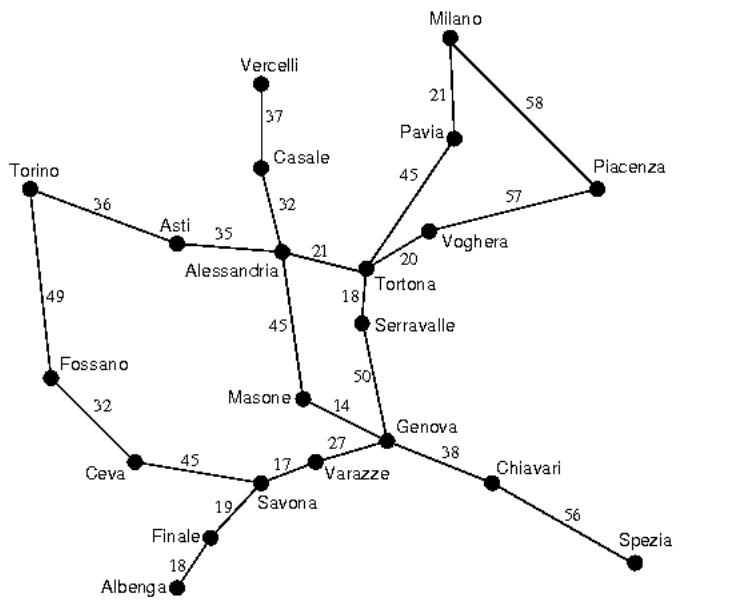 Milano
Vercelli
21
58
37
Pavia
Casale
Piacenza
Torino
45
57
36
32
Asti
35
Voghera
21
20
Alessandria
Tortona
49
18
Serravalle
45
50
Fossano
Masone
14
32
Genova
27
38
45
17
Chiavari
Ceva
Varazze
Savona
19
56
Finale
Spezia
18
Albenga